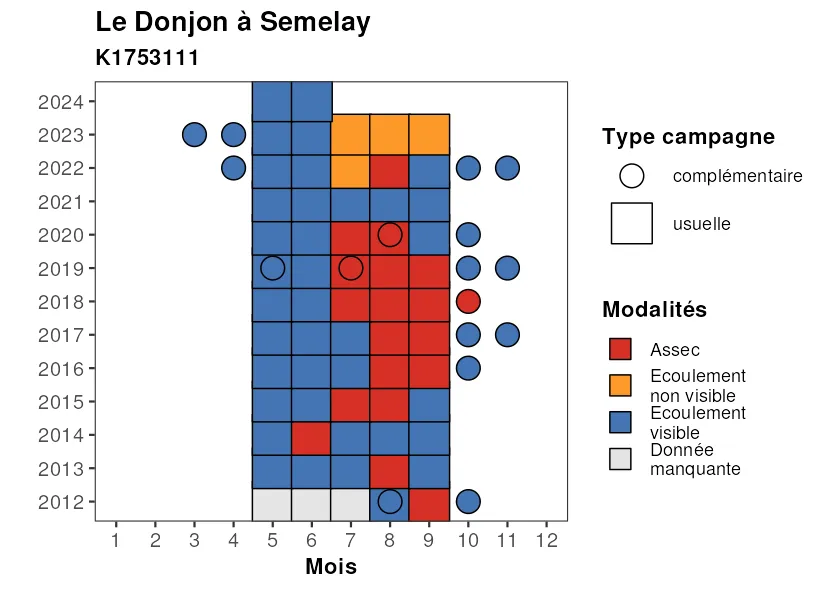 Le Donjon à Semelay
K1753111
2024
2023
2022
2021
2020
2019
2018
2017
2016
2015
2014
2013
2012
1 2 3 4 5 6 7 8 9 10 11 12
Mois
Type campagne
complémentaire
usuelle
Modalités
Assec
Ecoulement
non visible
Ecoulement
visible
Donnée
manquante